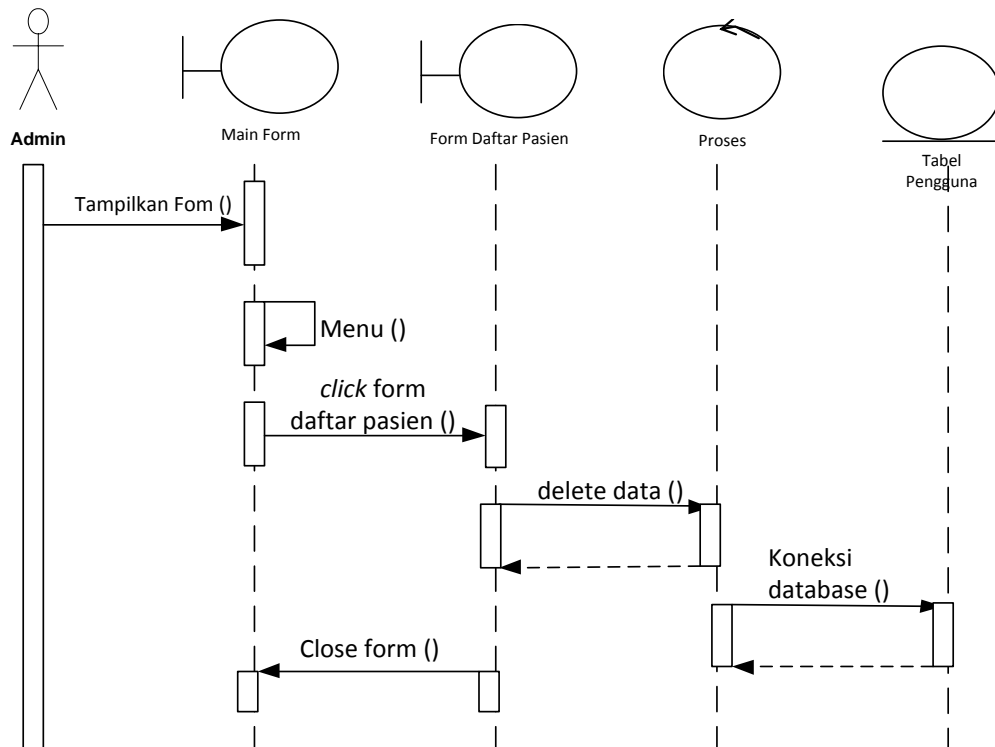 Admin
Main Form
Form Daftar Pasien
Proses
Tabel
Pengguna
Tampilkan Fom ()
Menu ()
click form
daftar pasien ()
delete data ()
Koneksi
database ()
Close form ()